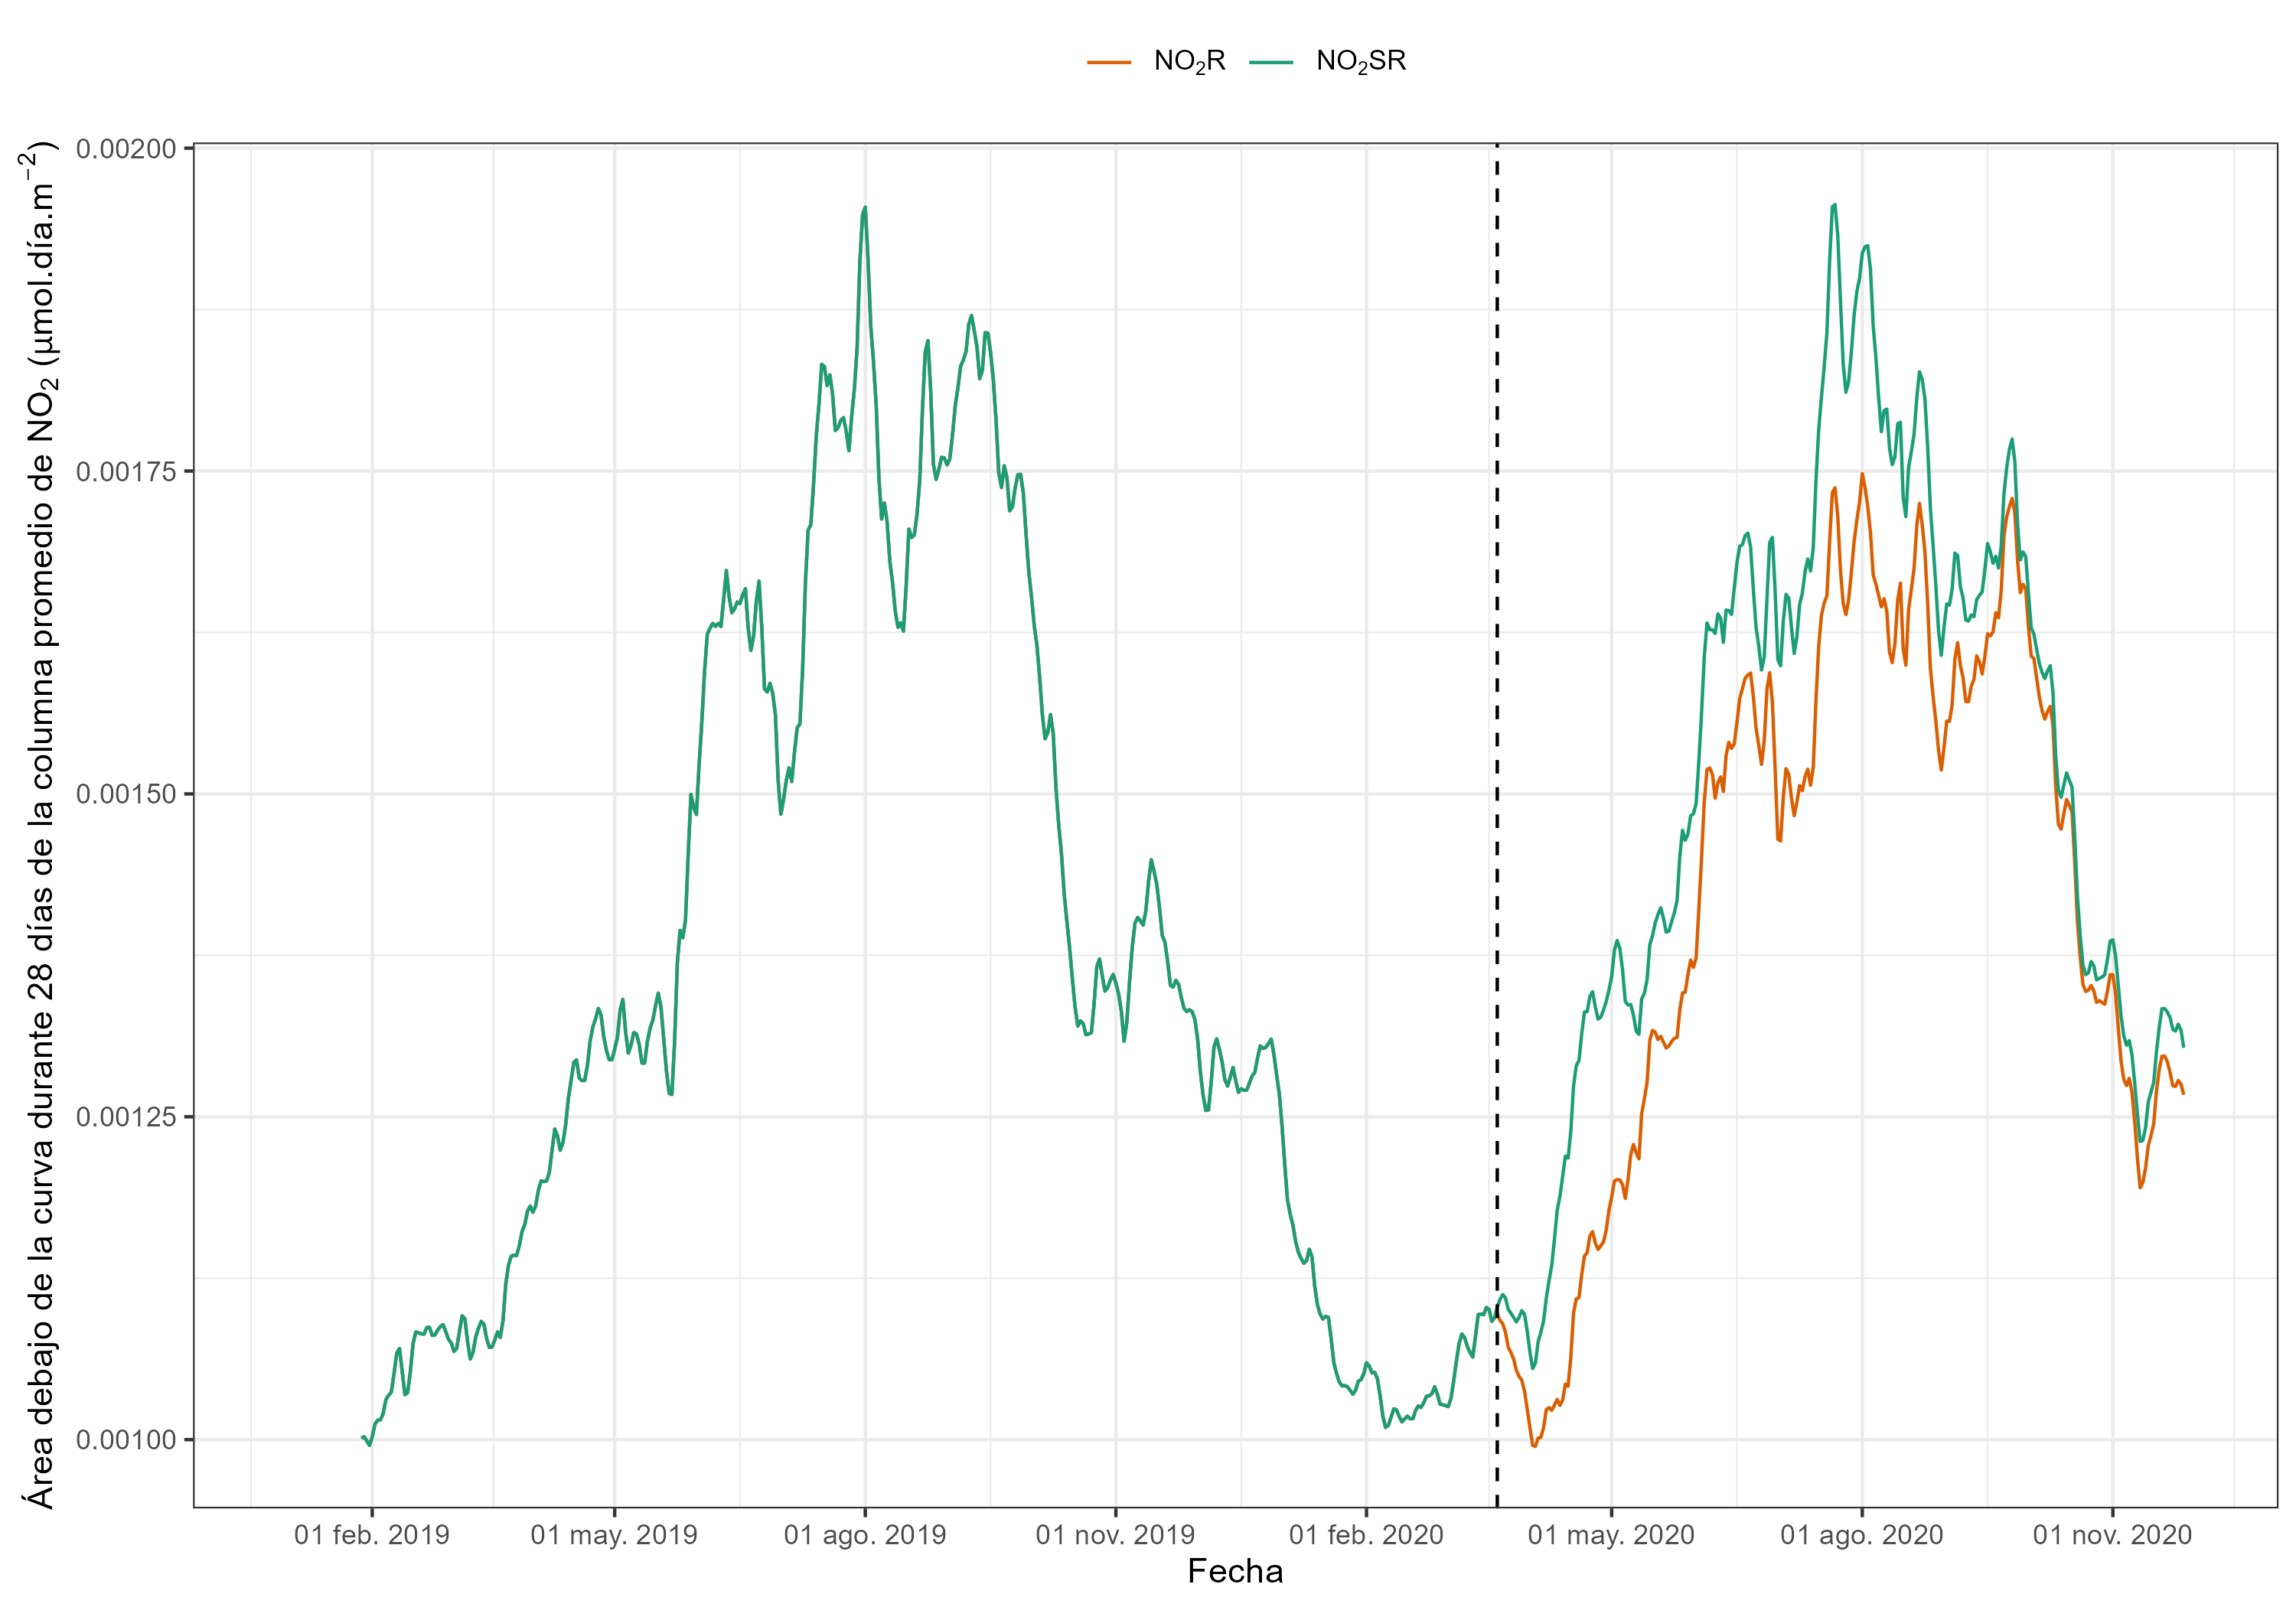 NO₂R NO₂SR
Área debajo de la curva durante 28 días de la columna promedio de NO₂ (µmol.día.m⁻²)
0.00200
0.00175
0.00150
0.00125
0.00100
01 feb. 2019 01 may. 2019 01 ago. 2019 01 nov. 2019 01 feb. 2020 01 may. 2020 01 ago. 2020 01 nov. 2020
Fecha